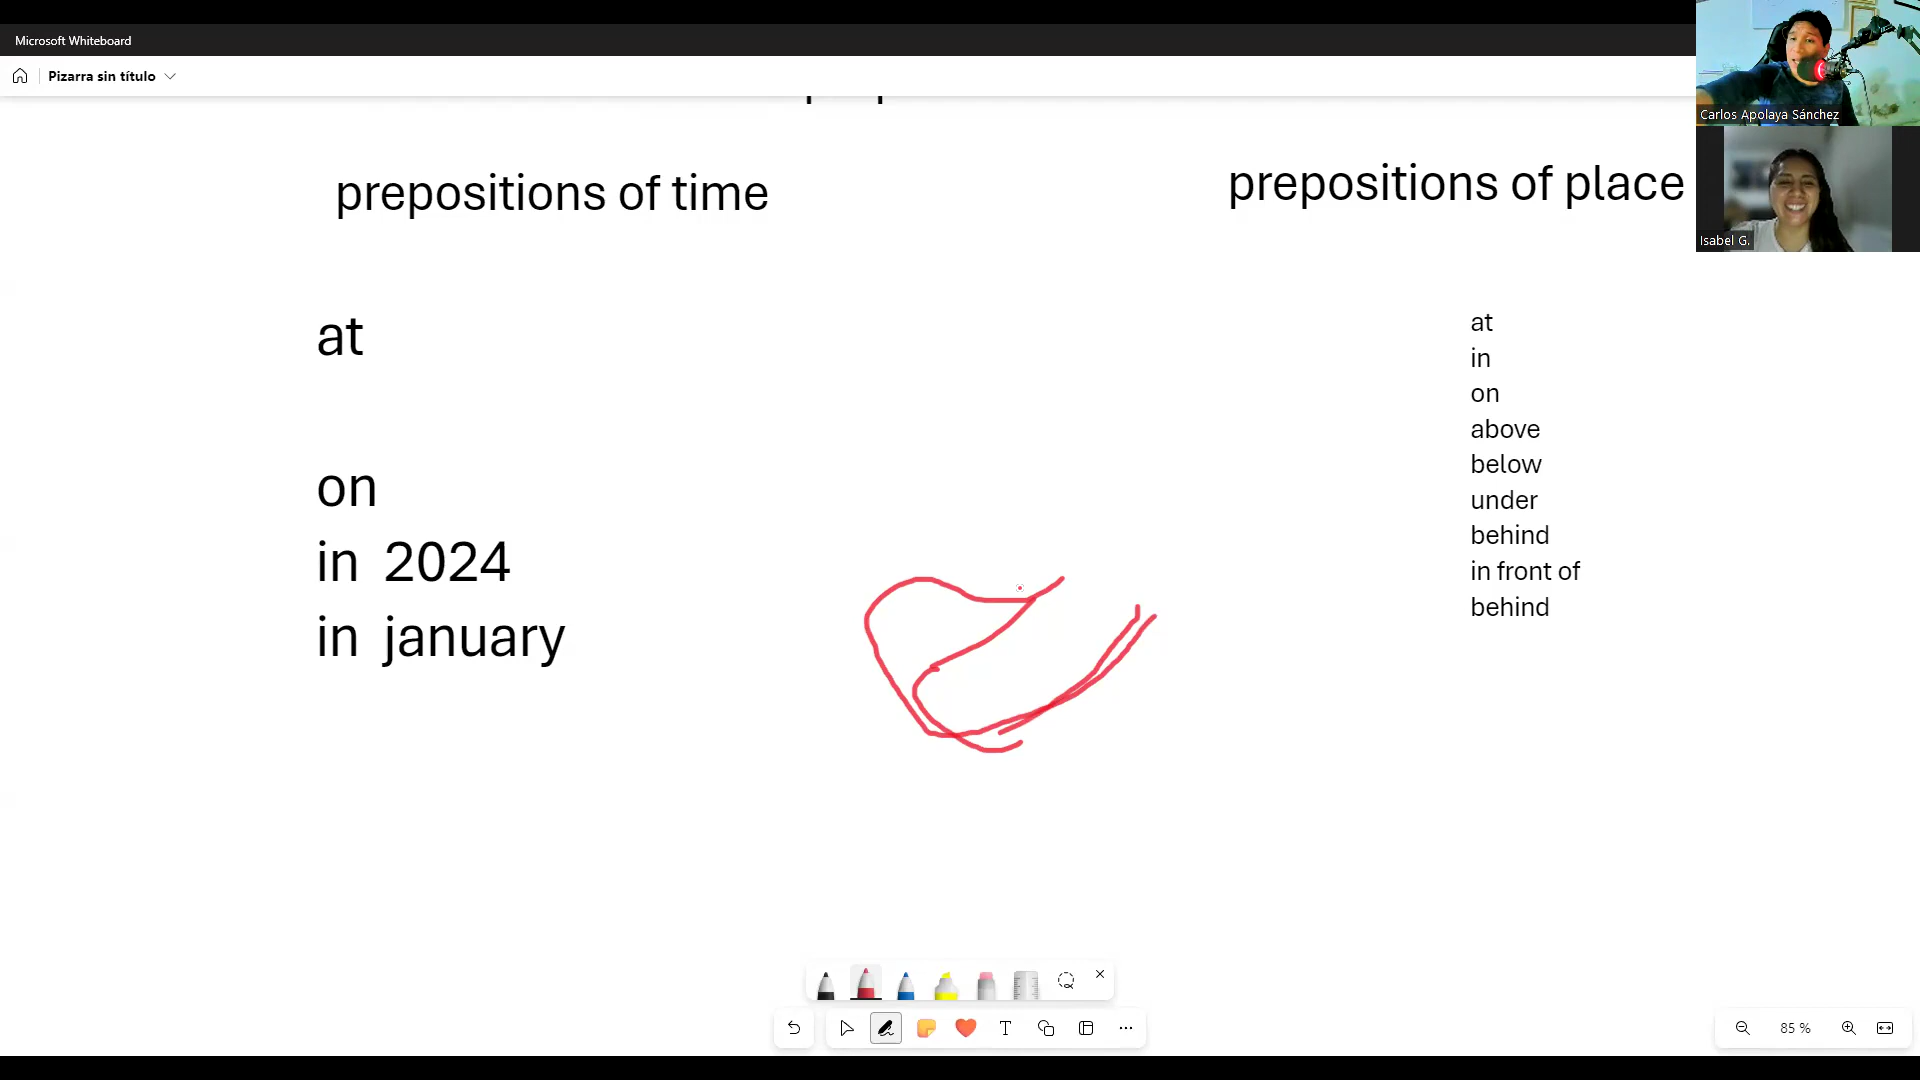 Microsoft Whiteboard
Pizarra sin título
prepositions of time
prepositions of place
at
on
in 2024
in january
at
in
on
above
below
under
behind
in front of
behind
Carlos Apolaya Sánchez
Isabel G.
85 %